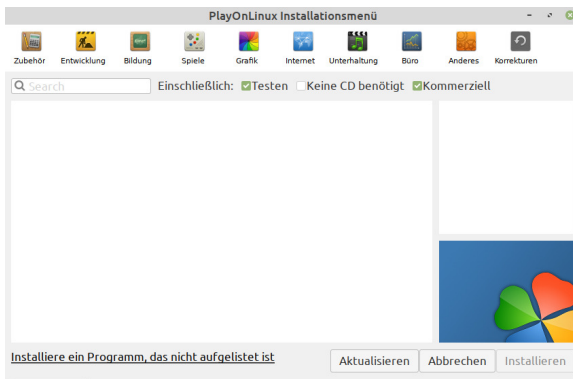 PlayOnLinux Installationsmenü
Zubehör Entwicklung Bildung Spiele Grafik Internet Unterhaltung Büro Anderes Korrekturen
Search Einschließlich: Testen Keine CD benötigt Kommerziell
Installiere ein Programm, das nicht aufgelistet ist Aktualisieren Abbrechen Installieren